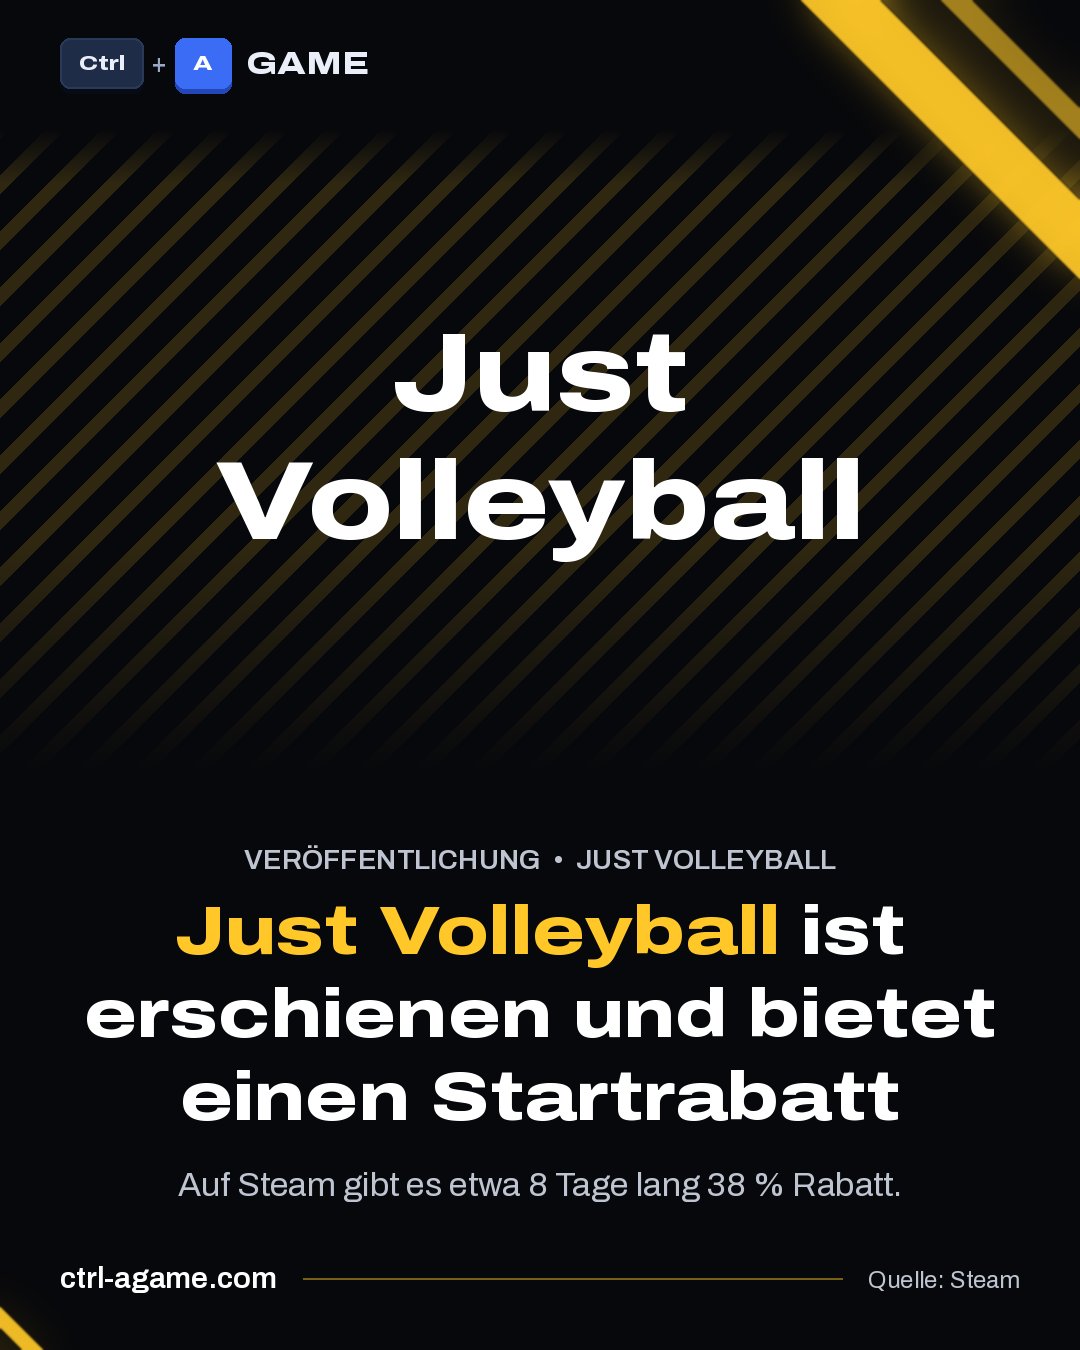 Ctrl + A GAME
Just
Volleyball
VERÖFFENTLICHUNG • JUST VOLLEYBALL
Just Volleyball ist
erschienen und bietet
einen Startrabatt
Auf Steam gibt es etwa 8 Tage lang 38 % Rabatt.
ctrl-agame.com
Quelle: Steam